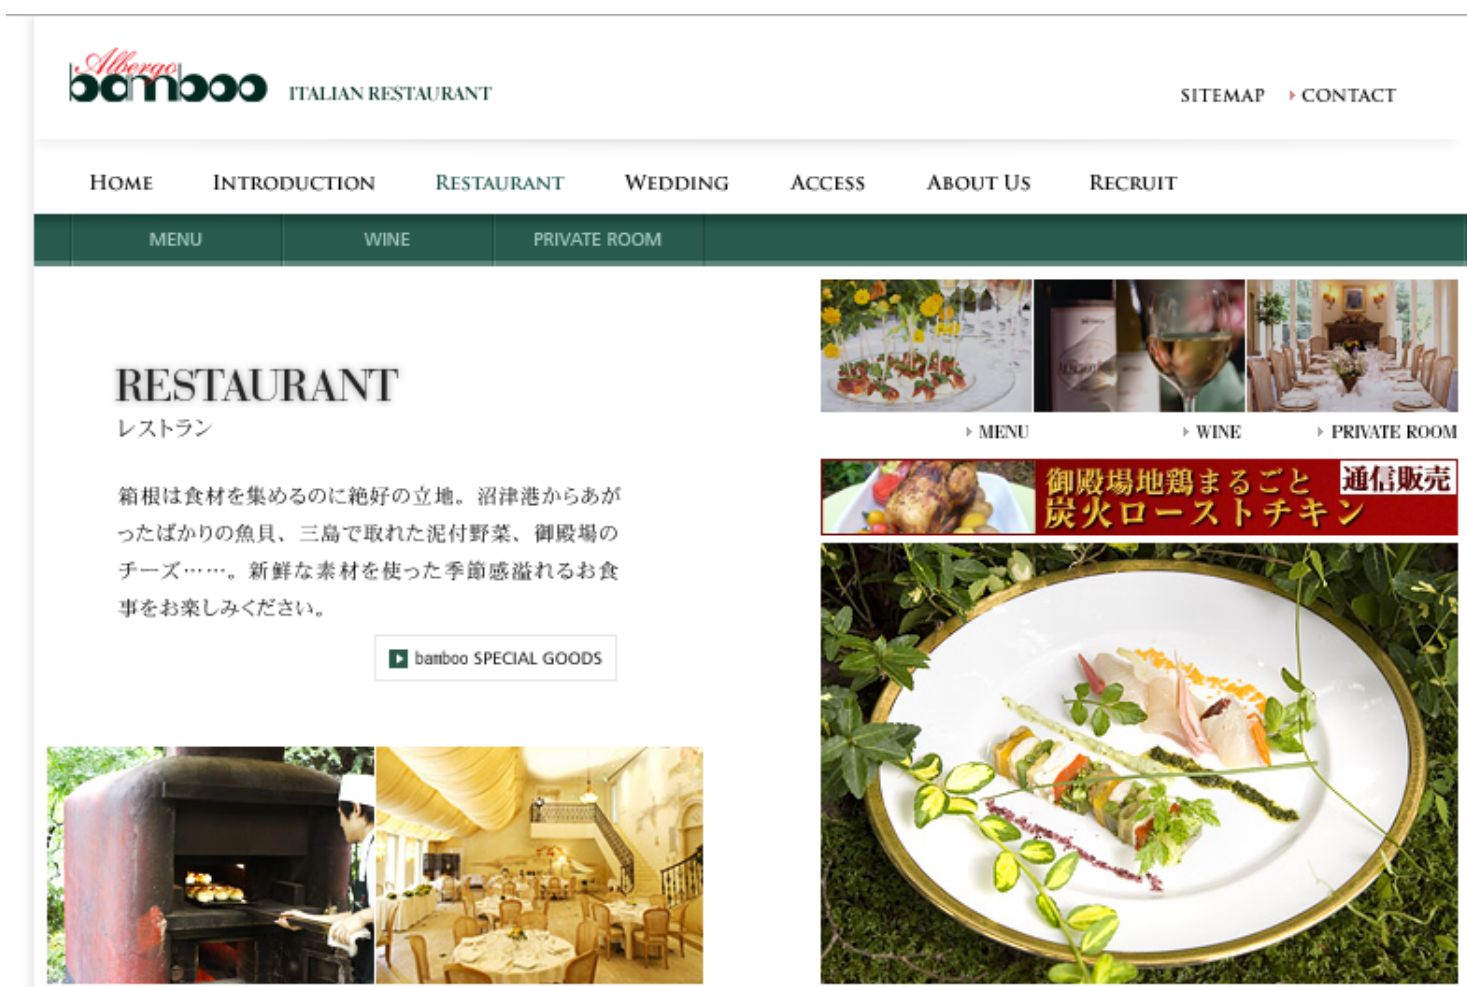 Albergo
bamboo ITALIAN RESTAURANT
SITEMAP CONTACT
HOME INTRODUCTION RESTAURANT WEDDING ACCESS ABOUT US RECRUIT
MENU WINE PRIVATE ROOM
RESTAURANT
レストラン
箱根は食材を集めるのに絶好の立地。沼津港からあが
ったばかりの魚貝、三島で取れた泥付野菜、御殿場の
チーズ……。新鮮な素材を使った季節感溢れるお食
事をお楽しみください。
bamboo SPECIAL GOODS
MENU WINE PRIVATE ROOM
御殿場地鶏まるごと 通信販売
炭火ローストチキン